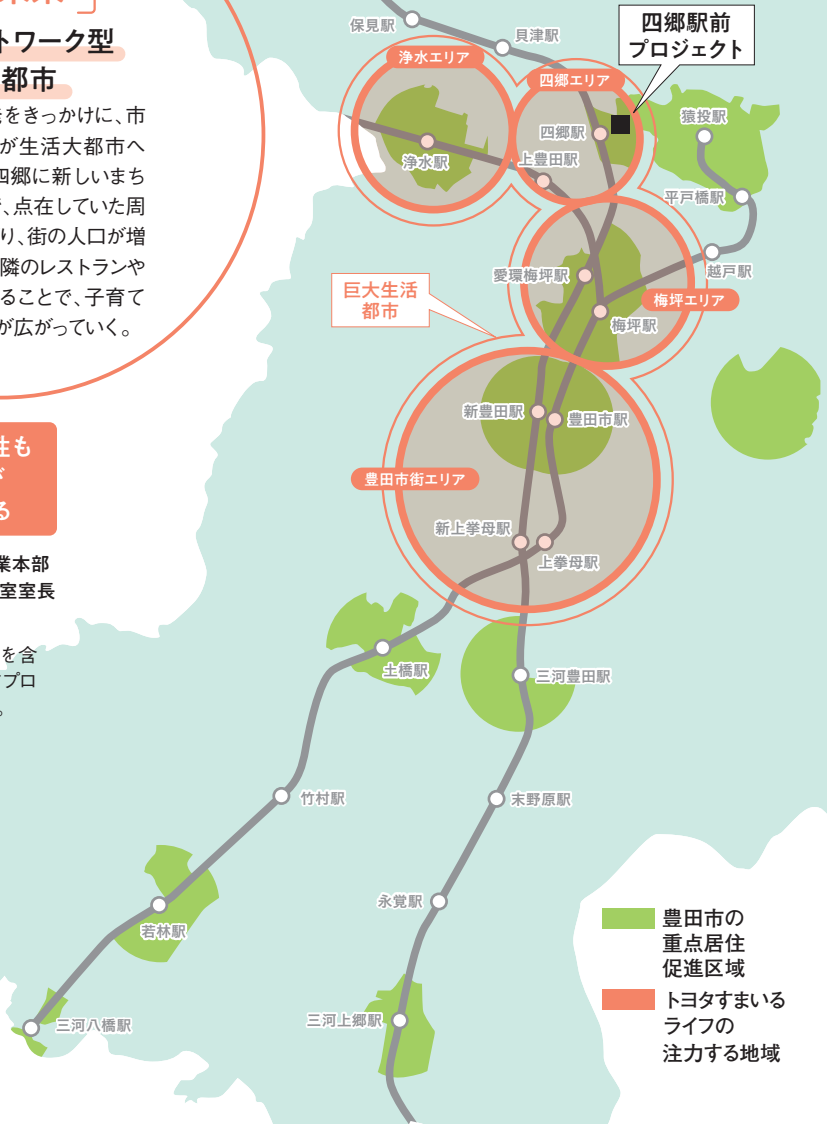 トワーク型
都市
をきっかけに、市
が生活大都市へ
四郷に新しいまち
、点在していた周
り、街の人口が増
隣のレストランや
ることで、子育て
が広がっていく。
性も
が
る
業本部
室室長
を含
プロ
。
保見駅
貝津駅
四郷駅前
プロジェクト
浄水エリア
四郷エリア
猿投駅
四郷駅
浄水駅
上豊田駅
平戸橋駅
愛環梅坪駅
越戸駅
巨大生活
都市
梅坪エリア
梅坪駅
新豊田駅
豊田市駅
豊田市街エリア
新上挙母駅
上挙母駅
土橋駅
三河豊田駅
竹村駅
末野原駅
永覚駅
若林駅
三河上郷駅
三河八橋駅
豊田市の
重点居住
促進区域
トヨタすまいる
ライフの
注力する地域